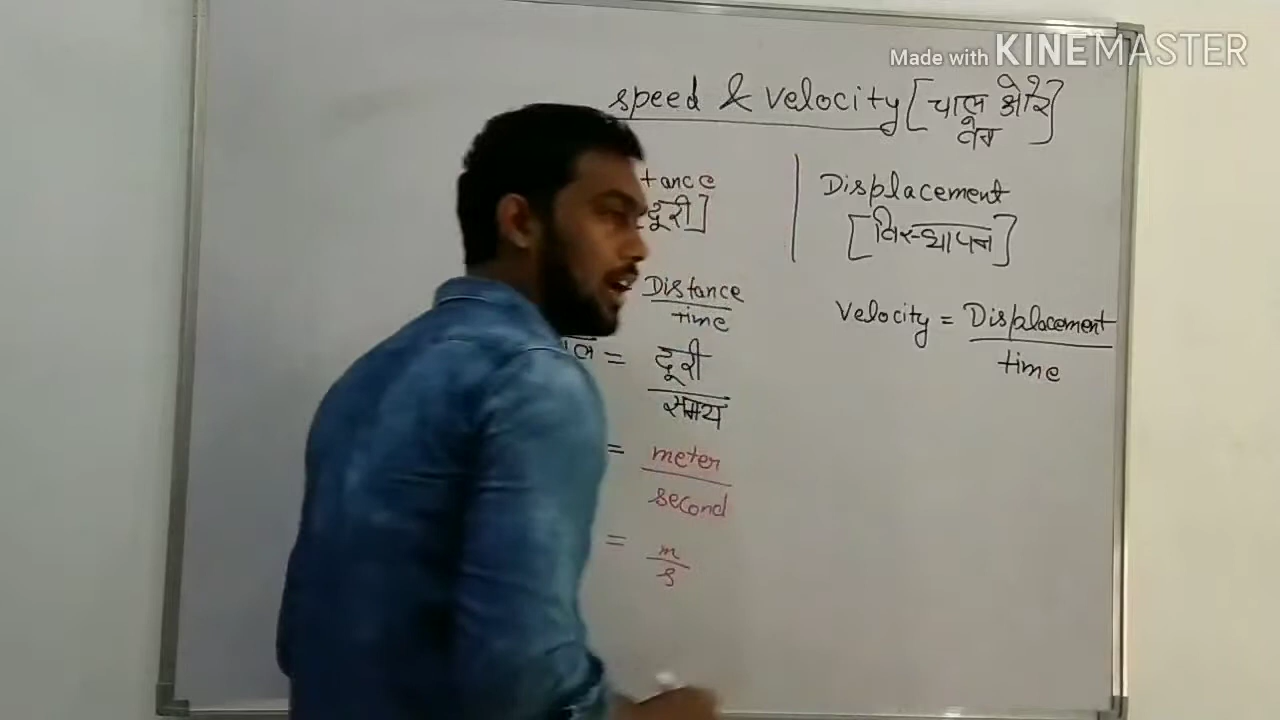 Made with KINEMASTER
speed & velocity [चाल और
वेग]
tance
दूरी]
Displacement
[विस्थापन]
Distance
time
= दूरी
समय
= meter
second
= m
s
Velocity = Displacement
time